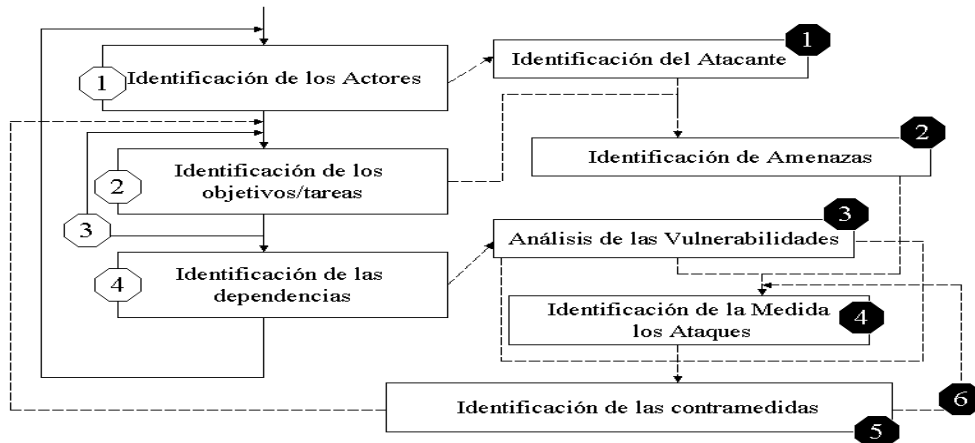 1
Identificación de los Actores
1
Identificación del Atacante
2
Identificación de los
objetivos/tareas
2
Identificación de Amenazas
3
3
Análisis de las Vulnerabilidades
4
Identificación de las
dependencias
4
Identificación de la Medida
los Ataques
Identificación de las contramedidas
5
6